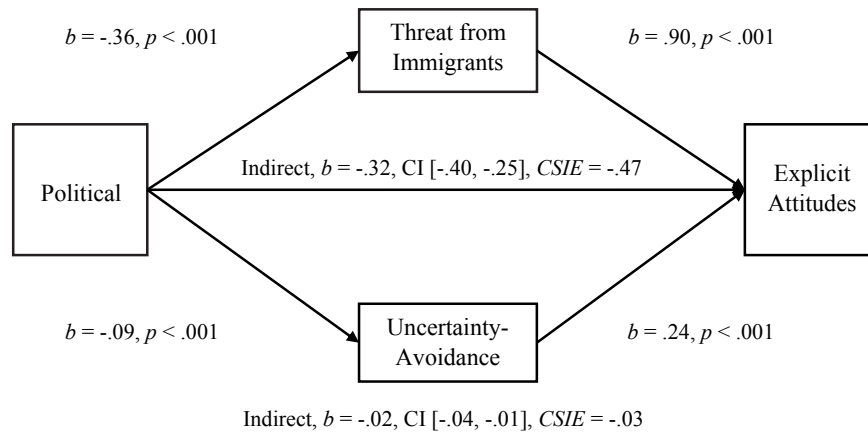 b = -.36, p < .001
Threat from
Immigrants
b = .90, p < .001
Indirect, b = -.32, CI [-.40, -.25], CSIE = -.47
Political
Explicit
Attitudes
b = -.09, p < .001
Uncertainty-
Avoidance
b = .24, p < .001
Indirect, b = -.02, CI [-.04, -.01], CSIE = -.03